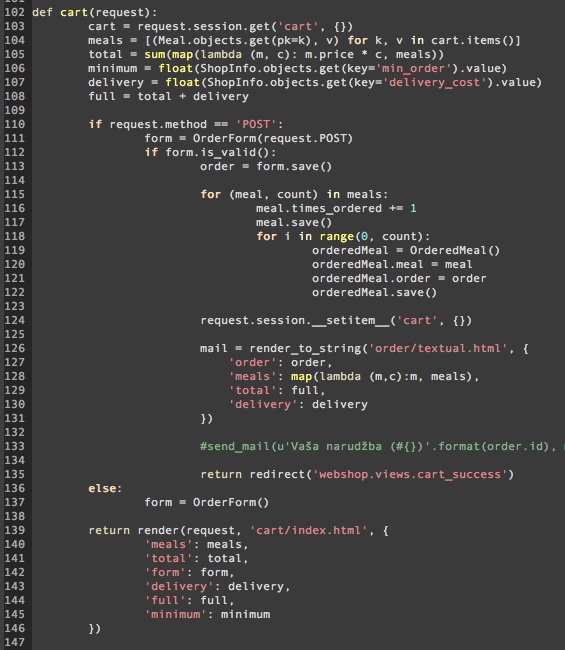 102 def cart(request):
103         cart = request.session.get('cart', {})
104         meals = [(Meal.objects.get(pk=k), v) for k, v in cart.items()]
105         total = sum(map(lambda (m, c): m.price * c, meals))
106         minimum = float(ShopInfo.objects.get(key='min_order').value)
107         delivery = float(ShopInfo.objects.get(key='delivery_cost').value)
108         full = total + delivery
109
110         if request.method == 'POST':
111                 form = OrderForm(request.POST)
112                 if form.is_valid():
113                         order = form.save()
114
115                         for (meal, count) in meals:
116                                 meal.times_ordered += 1
117                                 meal.save()
118                                 for i in range(0, count):
119                                         orderedMeal = OrderedMeal()
120                                         orderedMeal.meal = meal
121                                         orderedMeal.order = order
122                                         orderedMeal.save()
123
124                         request.session.__setitem__('cart', {})
125
126                         mail = render_to_string('order/textual.html', {
127                             'order': order,
128                             'meals': map(lambda (m,c):m, meals),
129                             'total': full,
130                             'delivery': delivery
131                         })
132
133                         #send_mail(u'Vaša narudžba (#{})'.format(order.id),
134
135                         return redirect('webshop.views.cart_success')
136         else:
137                 form = OrderForm()
138
139         return render(request, 'cart/index.html', {
140                 'meals': meals,
141                 'total': total,
142                 'form': form,
143                 'delivery': delivery,
144                 'full': full,
145                 'minimum': minimum
146         })
147